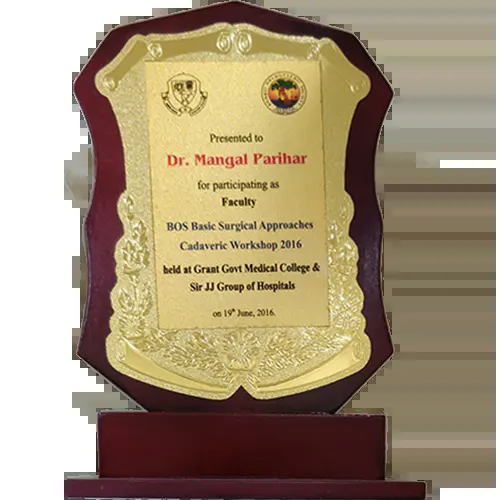 Presented to
Dr. Mangal Parihar
for participating as
Faculty
BOS Basic Surgical Approaches
Cadaveric Workshop 2016
held at Grant Govt Medical College &
Sir JJ Group of Hospitals
on 19th June, 2016.